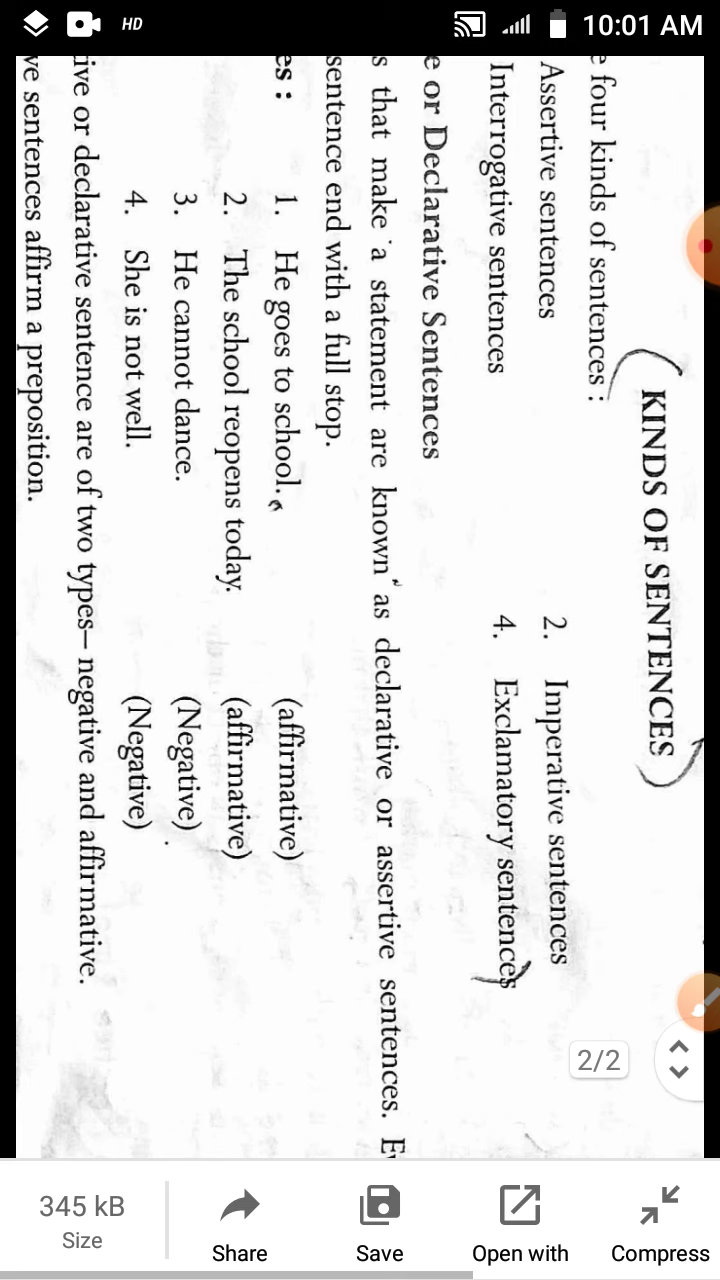 HD 10:01 AM
KINDS OF SENTENCES
four kinds of sentences :
Assertive sentences 2. Imperative sentences
Interrogative sentences 4. Exclamatory sentences
or Declarative Sentences
that make a statement are known as declarative or assertive sentences.
sentence end with a full stop.
1. He goes to school. (affirmative)
2. The school reopens today. (affirmative)
3. He cannot dance. (Negative)
4. She is not well. (Negative)
or declarative sentence are of two types– negative and affirmative.
sentences affirm a preposition.
2/2
345 kB
Size
Share
Save
Open with
Compress